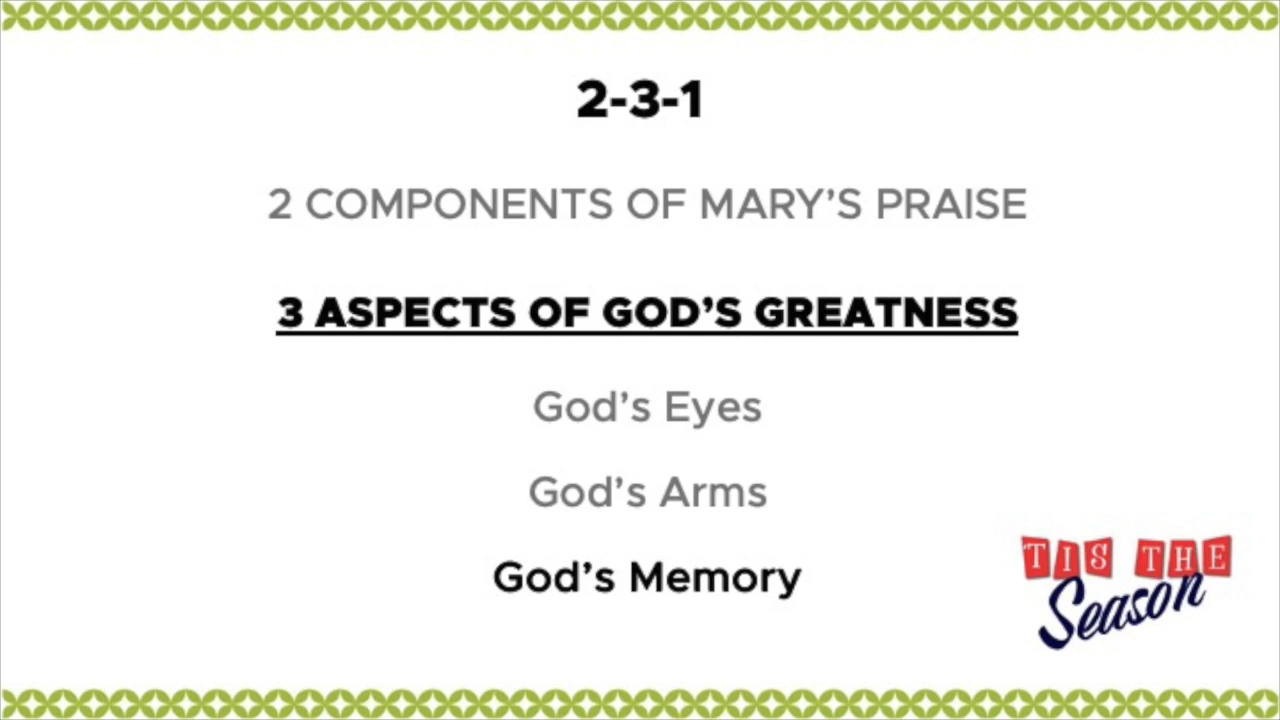 2-3-1
2 COMPONENTS OF MARY’S PRAISE
3 ASPECTS OF GOD’S GREATNESS
God’s Eyes
God’s Arms
God’s Memory
TIS THE
Season